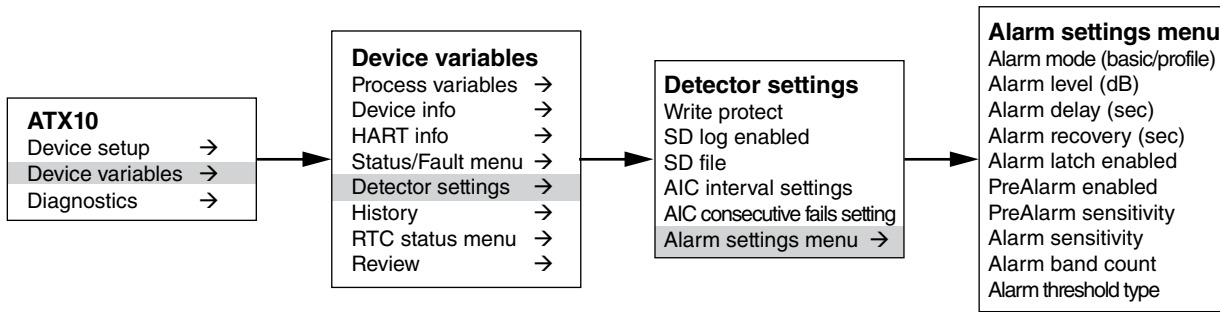 ATX10
Device setup →
Device variables →
Diagnostics →
Device variables
Process variables →
Device info →
HART info →
Status/Fault menu →
Detector settings →
History →
RTC status menu →
Review →
Detector settings
Write protect
SD log enabled
SD file
AIC interval settings
AIC consecutive fails setting
Alarm settings menu →
Alarm settings menu
Alarm mode (basic/profile)
Alarm level (dB)
Alarm delay (sec)
Alarm recovery (sec)
Alarm latch enabled
PreAlarm enabled
PreAlarm sensitivity
Alarm sensitivity
Alarm band count
Alarm threshold type